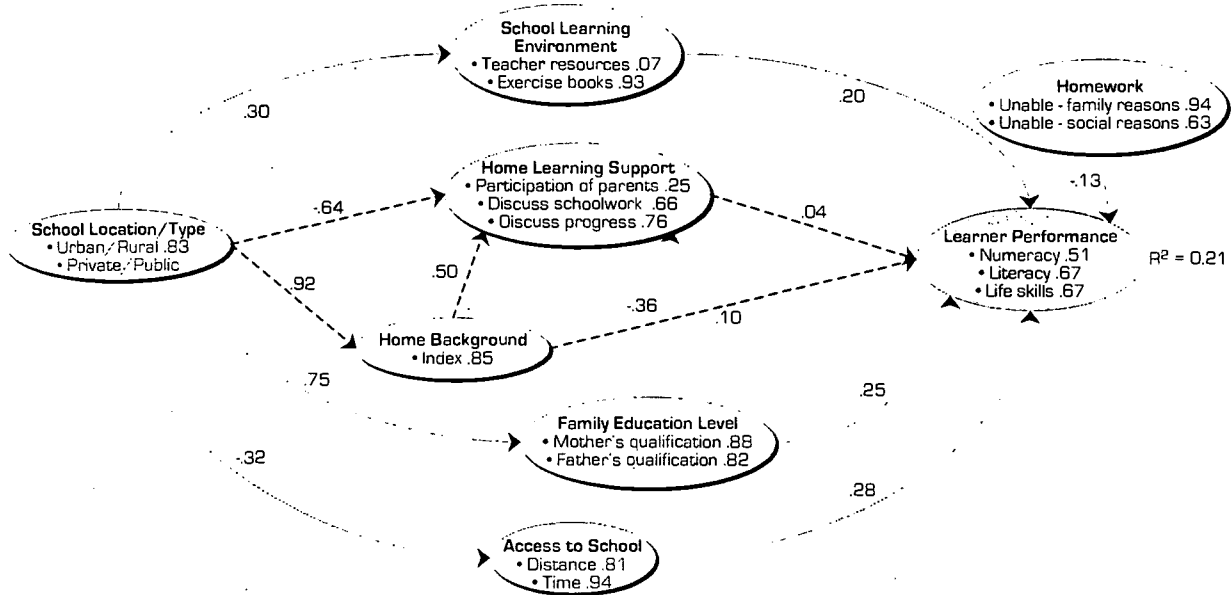 School Learning
Environment
• Teacher resources .07
• Exercise books .93
.30
.20
Homework
• Unable - family reasons .94
• Unable - social reasons .63
-.13
Home Learning Support
• Participation of parents .25
• Discuss schoolwork .66
• Discuss progress .76
-.64
.04
School Location/Type
• Urban/Rural .83
• Private/Public
Learner Performance
• Numeracy .51
• Literacy .67
• Life skills .67
R² = 0.21
.92
.50
-.36
.10
Home Background
• Index .85
.75
.25
Family Education Level
• Mother's qualification .88
• Father's qualification .82
-.32
.28
Access to School
• Distance .81
• Time .94